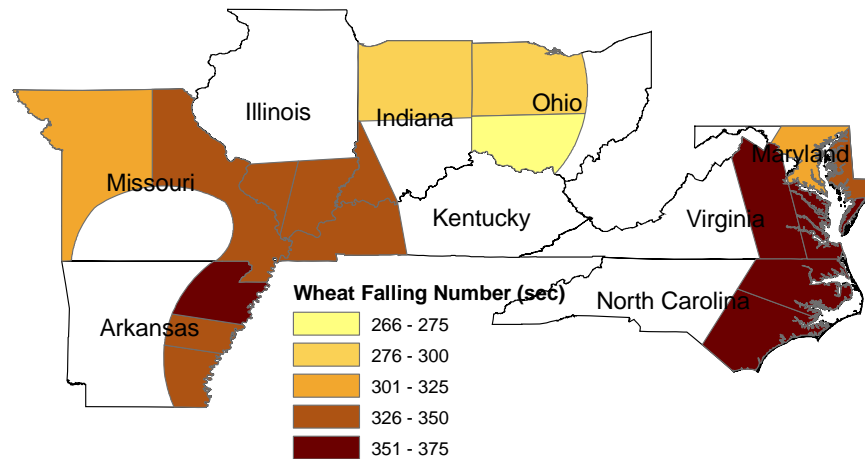 Illinois
Indiana
Ohio
Missouri
Maryland
Kentucky
Virginia
Arkansas
North Carolina
Wheat Falling Number (sec)
266 - 275
276 - 300
301 - 325
326 - 350
351 - 375